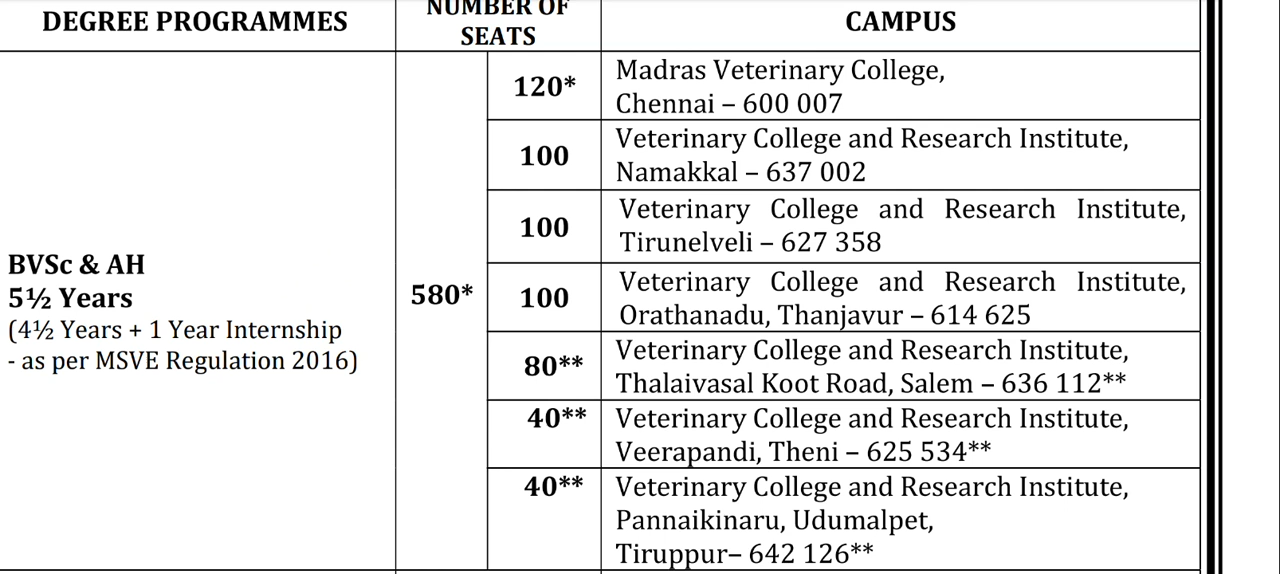 DEGREE PROGRAMMES
NUMBER OF
SEATS
CAMPUS
BVSc & AH
5½ Years
(4½ Years + 1 Year Internship
- as per MSVE Regulation 2016)
580*
120*
Madras Veterinary College,
Chennai – 600 007
100
Veterinary College and Research Institute,
Namakkal – 637 002
100
Veterinary College and Research Institute,
Tirunelveli – 627 358
100
Veterinary College and Research Institute,
Orathanadu, Thanjavur – 614 625
80**
Veterinary College and Research Institute,
Thalaivasal Koot Road, Salem – 636 112**
40**
Veterinary College and Research Institute,
Veerapandi, Theni – 625 534**
40**
Veterinary College and Research Institute,
Pannaikinaru, Udumalpet,
Tiruppur– 642 126**